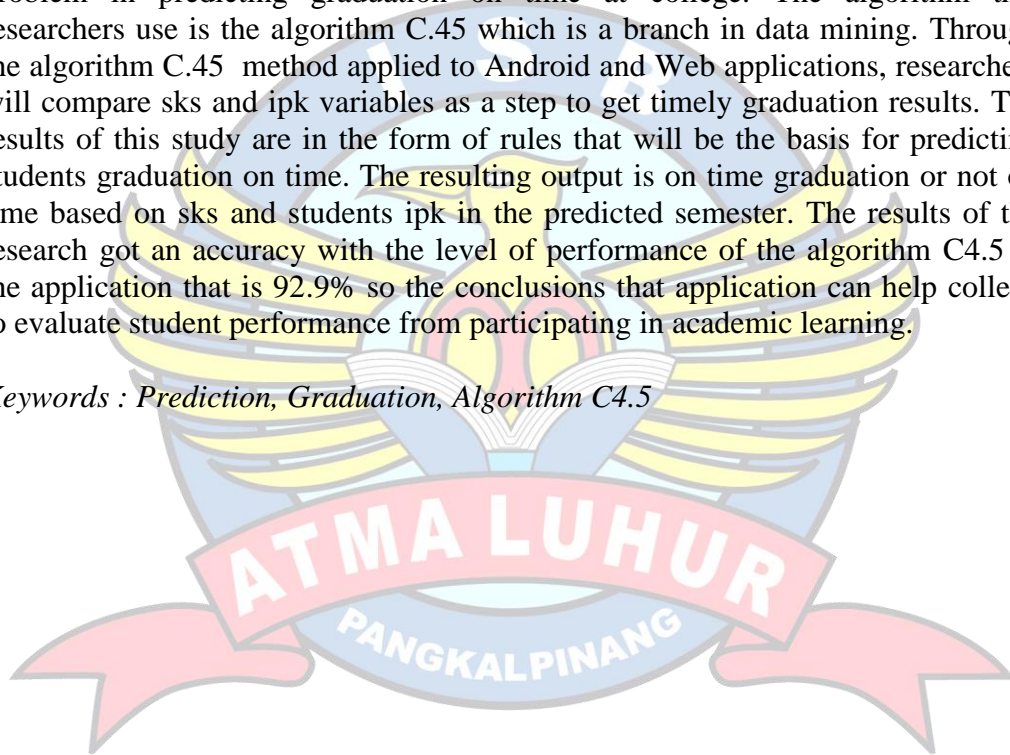 problem in predicting graduation on time at college. The algorithm
researchers use is the algorithm C.45 which is a branch in data mining. Through
the algorithm C.45 method applied to Android and Web applications, researchers
will compare sks and ipk variables as a step to get timely graduation results. The
results of this study are in the form of rules that will be the basis for predicting
students graduation on time. The resulting output is on time graduation or not on
time based on sks and students ipk in the predicted semester. The results of
research got an accuracy with the level of performance of the algorithm C4.5
the application that is 92.9% so the conclusions that application can help college
to evaluate student performance from participating in academic learning.
Keywords : Prediction, Graduation, Algorithm C4.5
I S B
ATMA LUHUR
PANGKALPINANG